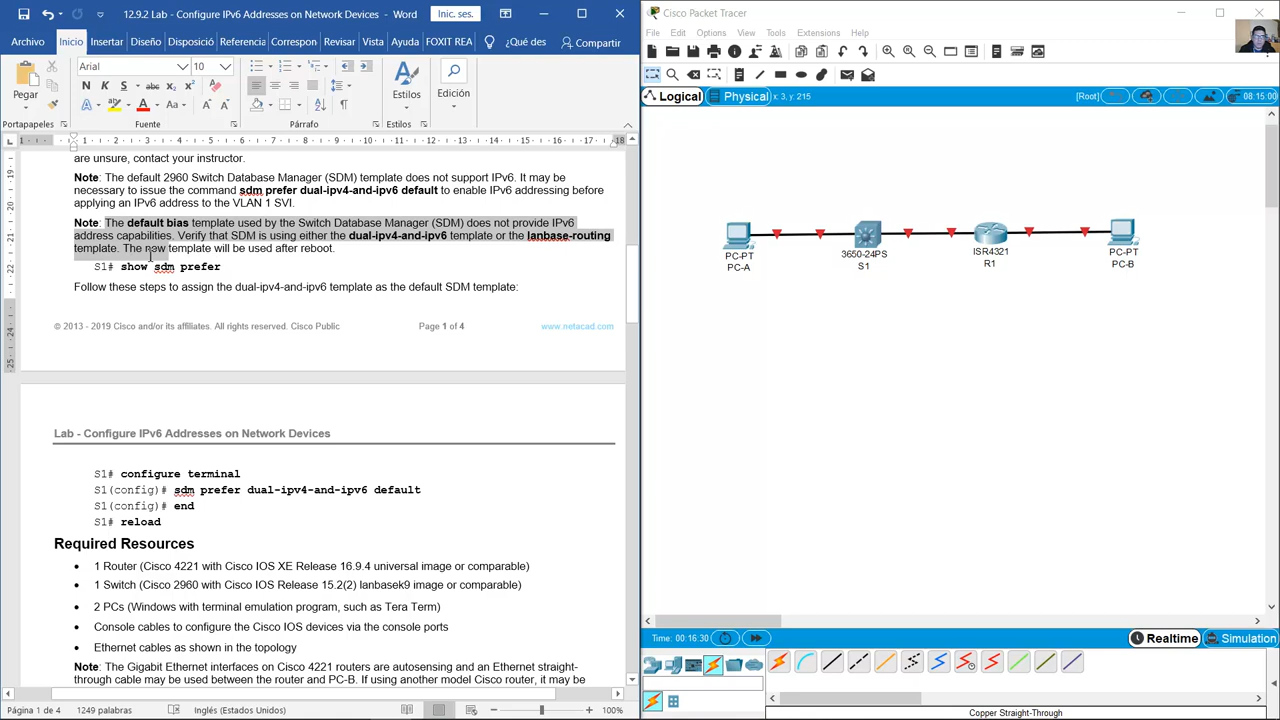 12.9.2 Lab - Configure IPv6 Addresses on Network Devices - Word
Inic. ses.
Archivo
Inicio
Insertar
Diseño
Disposició
Referencia
Correspon
Revisar
Vista
Ayuda
FOXIT REA
¿Qué des
Compartir
Arial
10
Pegar
Estilos
Edición
Portapapeles
Fuente
Párrafo
Estilos
are unsure, contact your instructor.
Note: The default 2960 Switch Database Manager (SDM) template does not support IPv6. It may be
necessary to issue the command sdm prefer dual-ipv4-and-ipv6 default to enable IPv6 addressing before
applying an IPv6 address to the VLAN 1 SVI.
Note: The default bias template used by the Switch Database Manager (SDM) does not provide IPv6
address capabilities. Verify that SDM is using either the dual-ipv4-and-ipv6 template or the lanbase-routing
template. The new template will be used after reboot.
S1# show sdm prefer
Follow these steps to assign the dual-ipv4-and-ipv6 template as the default SDM template:
© 2013 - 2019 Cisco and/or its affiliates. All rights reserved. Cisco Public
Page 1 of 4
www.netacad.com
Lab - Configure IPv6 Addresses on Network Devices
S1# configure terminal
S1(config)# sdm prefer dual-ipv4-and-ipv6 default
S1(config)# end
S1# reload
Required Resources
• 1 Router (Cisco 4221 with Cisco IOS XE Release 16.9.4 universal image or comparable)
• 1 Switch (Cisco 2960 with Cisco IOS Release 15.2(2) lanbasek9 image or comparable)
• 2 PCs (Windows with terminal emulation program, such as Tera Term)
• Console cables to configure the Cisco IOS devices via the console ports
• Ethernet cables as shown in the topology
Note: The Gigabit Ethernet interfaces on Cisco 4221 routers are autosensing and an Ethernet straight-
through cable may be used between the router and PC-B. If using another model Cisco router, it may be
Página 1 de 4
1249 palabras
Inglés (Estados Unidos)
100%
Cisco Packet Tracer
File
Edit
Options
View
Tools
Extensions
Help
Logical
Physical
x: 3, y: 215
[Root]
08:15:00
PC-PT
PC-A
3650-24PS
S1
ISR4321
R1
PC-PT
PC-B
Time: 00:16:30
Realtime
Simulation
Copper Straight-Through